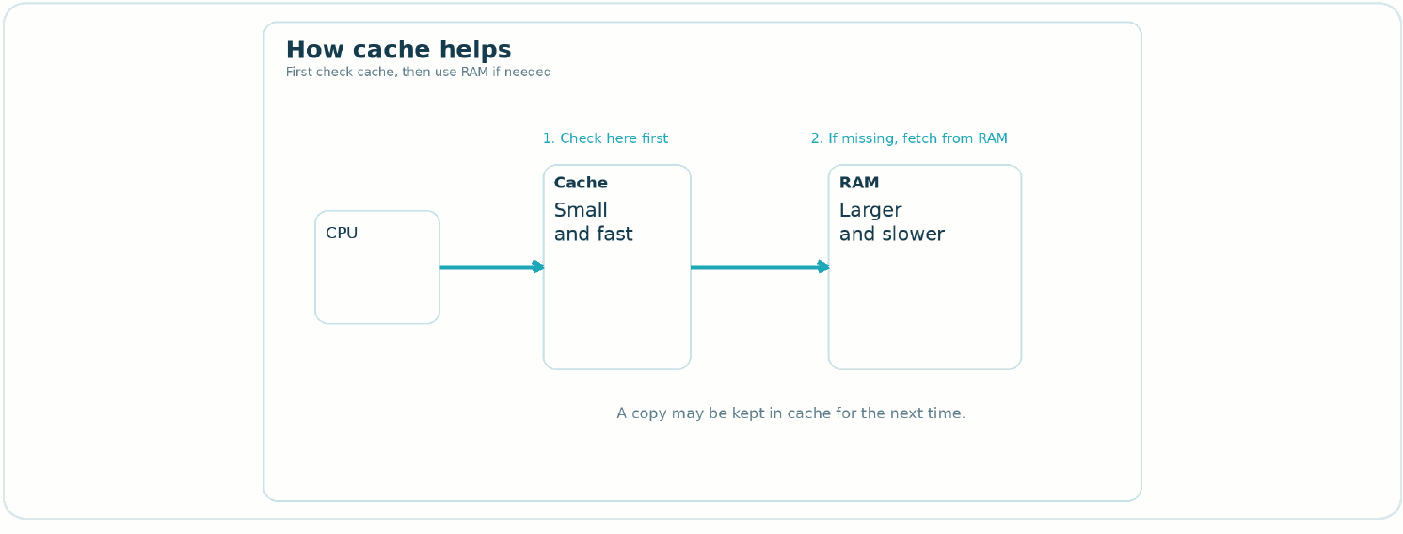 How cache helps
First check cache, then use RAM if needed
1. Check here first
2. If missing, fetch from RAM
CPU
Cache
Small
and fast
RAM
Larger
and slower
A copy may be kept in cache for the next time.